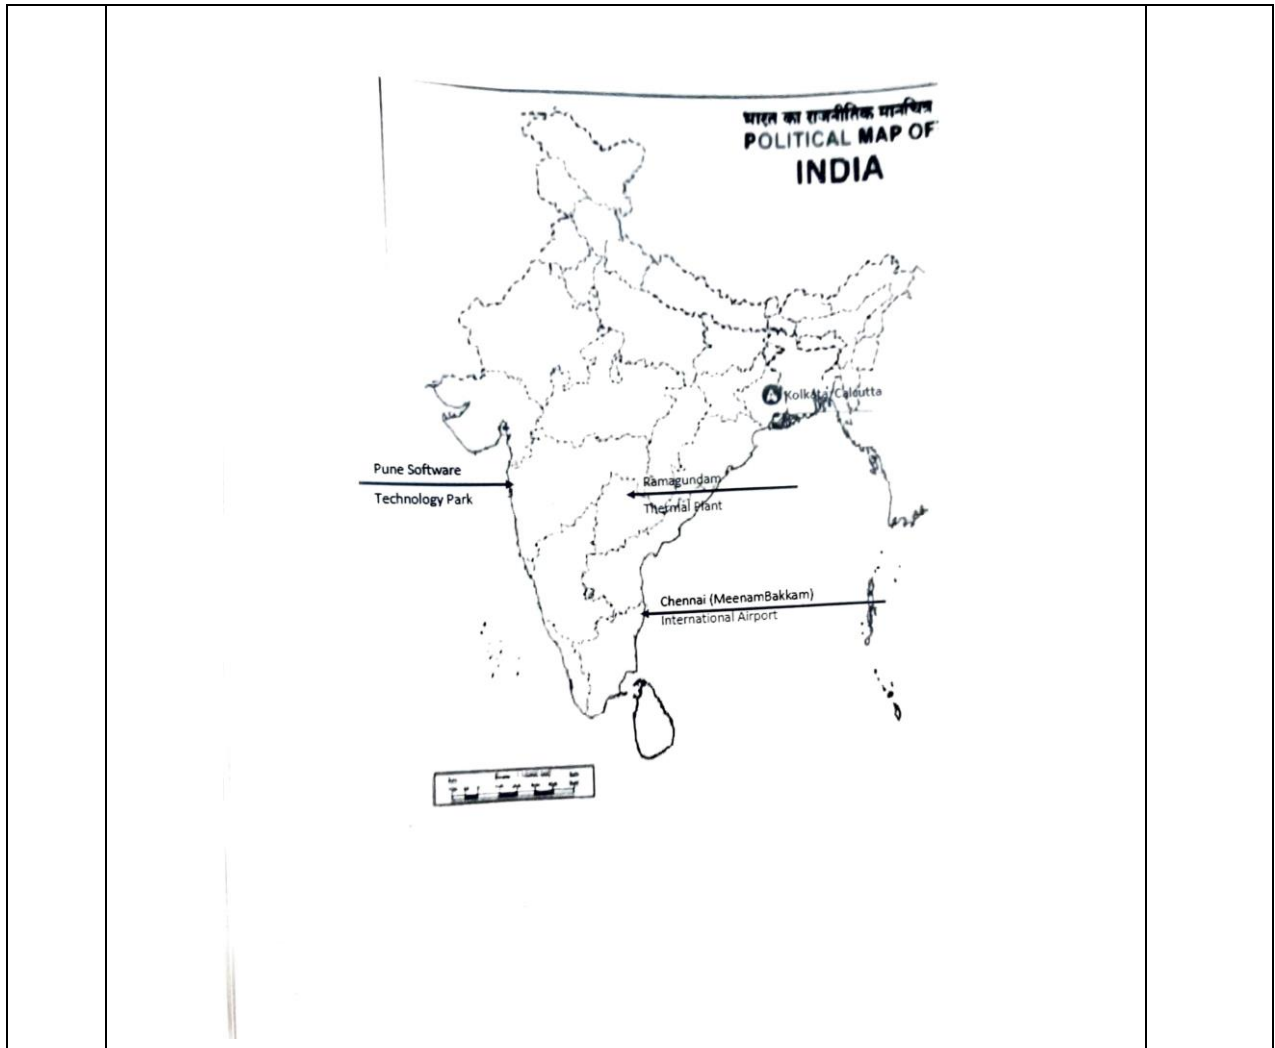 भारत का राजनीतिक मानचित्र
POLITICAL MAP OF
INDIA
A Kolkata/Calcutta
Pune Software
Technology Park
Ramagundam
Thermal Plant
Chennai (MeenamBakkam)
International Airport